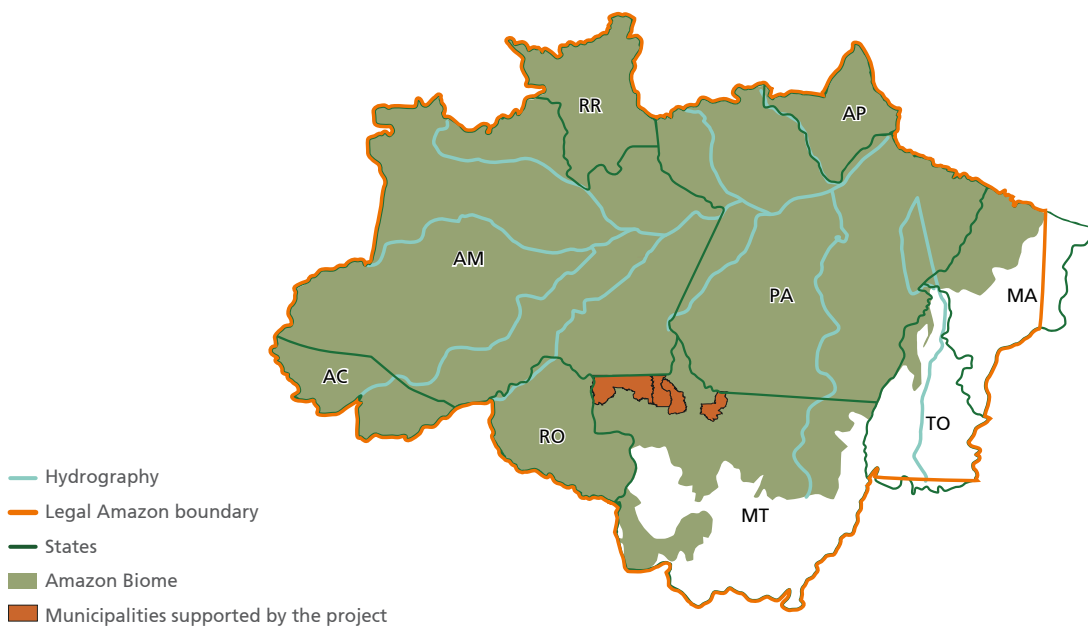 RR
AP
AM
PA
MA
AC
TO
RO
MT
Hydrography
Legal Amazon boundary
States
Amazon Biome
Municipalities supported by the project